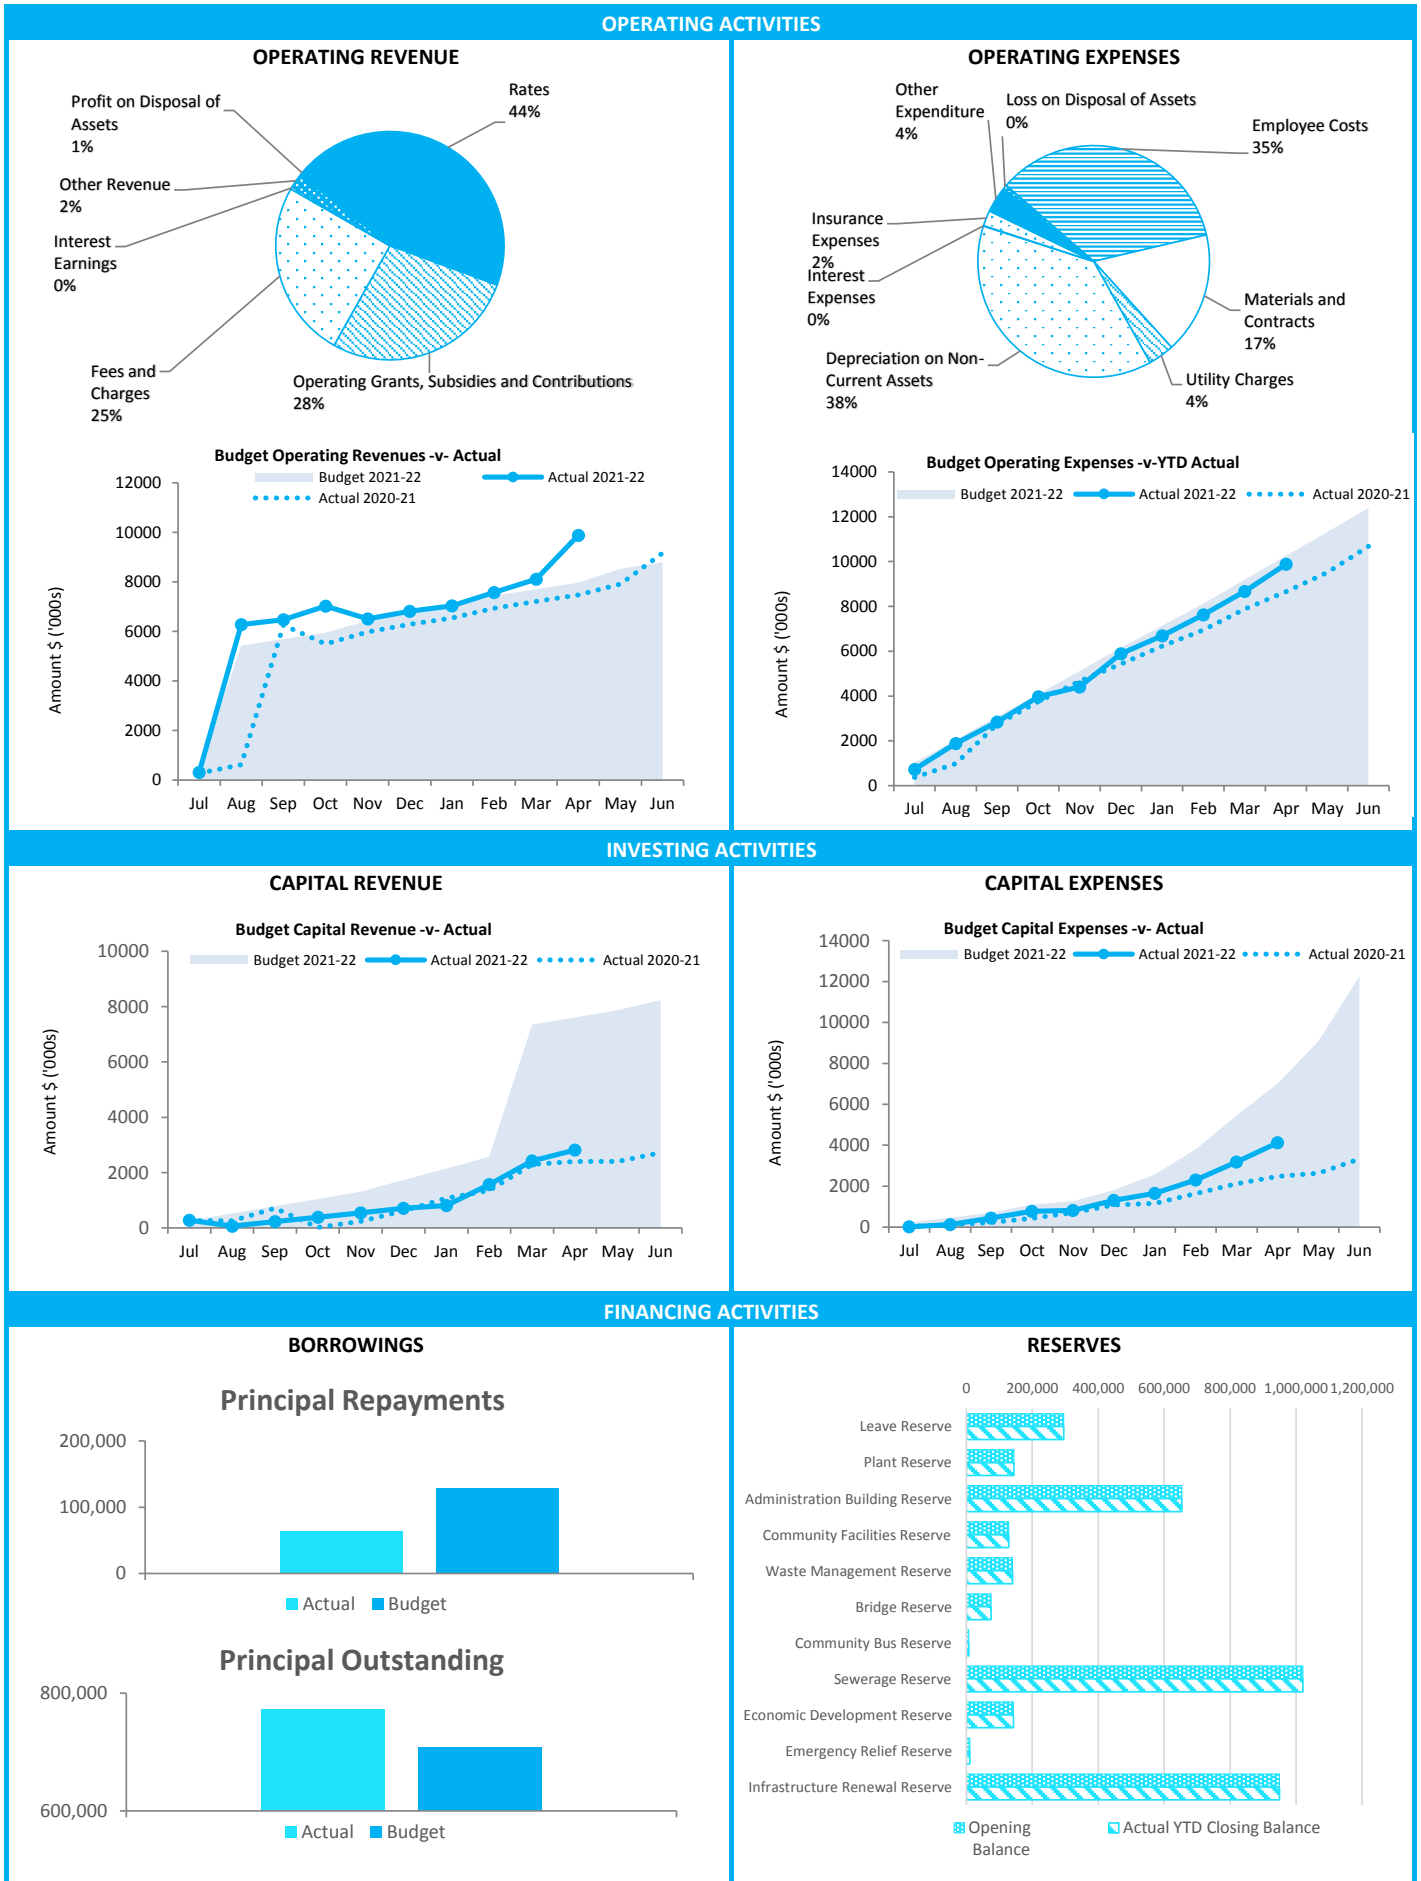 OPERATING ACTIVITIES
OPERATING REVENUE
Profit on Disposal of
Assets
1%
Rates
44%
Other Revenue
2%
Interest
Earnings
0%
Fees and
Charges
25%
Operating Grants, Subsidies and Contributions
28%
OPERATING EXPENSES
Other
Expenditure
4%
Loss on Disposal of Assets
0%
Employee Costs
35%
Insurance
Expenses
2%
Interest
Expenses
0%
Materials and
Contracts
17%
Depreciation on Non-
Current Assets
38%
Utility Charges
4%
Budget Operating Revenues -v- Actual
Budget 2021-22
Actual 2021-22
Actual 2020-21
Amount $ ('000s)
12000
10000
8000
6000
4000
2000
0
Jul Aug Sep Oct Nov Dec Jan Feb Mar Apr May Jun
Budget Operating Expenses -v-YTD Actual
Budget 2021-22 Actual 2021-22 Actual 2020-21
Amount $ ('000s)
14000
12000
10000
8000
6000
4000
2000
0
Jul Aug Sep Oct Nov Dec Jan Feb Mar Apr May Jun
INVESTING ACTIVITIES
CAPITAL REVENUE
Budget Capital Revenue -v- Actual
Budget 2021-22 Actual 2021-22 Actual 2020-21
Amount $ ('000s)
10000
8000
6000
4000
2000
0
Jul Aug Sep Oct Nov Dec Jan Feb Mar Apr May Jun
CAPITAL EXPENSES
Budget Capital Expenses -v- Actual
Budget 2021-22 Actual 2021-22 Actual 2020-21
Amount $ ('000s)
14000
12000
10000
8000
6000
4000
2000
0
Jul Aug Sep Oct Nov Dec Jan Feb Mar Apr May Jun
FINANCING ACTIVITIES
BORROWINGS
Principal Repayments
200,000
100,000
0
Actual Budget
Principal Outstanding
800,000
600,000
Actual Budget
RESERVES
0 200,000 400,000 600,000 800,000 1,000,000 1,200,000
Leave Reserve
Plant Reserve
Administration Building Reserve
Community Facilities Reserve
Waste Management Reserve
Bridge Reserve
Community Bus Reserve
Sewerage Reserve
Economic Development Reserve
Emergency Relief Reserve
Infrastructure Renewal Reserve
Opening
Balance
Actual YTD Closing Balance